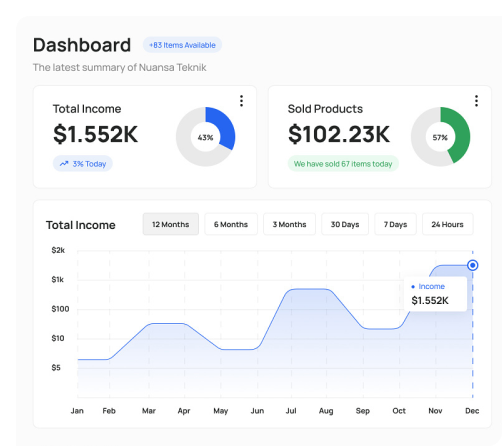 Dashboard
+83 Items Available
The latest summary of Nuansa Teknik
Total Income
$1.552K
43%
3% Today
Sold Products
$102.23K
57%
We have sold 67 items today
Total Income
12 Months
6 Months
3 Months
30 Days
7 Days
24 Hours
$2k
$1k
$100
$10
$5
Income
$1.552K
Jan Feb Mar Apr May Jun Jul Aug Sep Oct Nov Dec